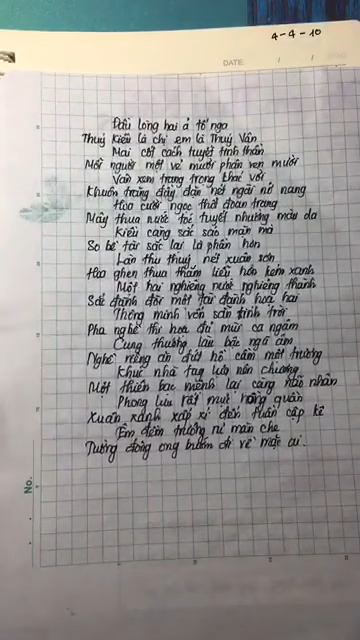 4-4-10
DATE: / /
Đầu lòng hai ả tố nga
Thuý Kiều là chị em là Thuý Vân
Mai cốt cách tuyết tinh thần
Mỗi người một vẻ mười phân vẹn mười
Vân xem trang trọng khác vời
Khuôn trăng đầy đặn nét ngài nở nang
Hoa cười ngọc thốt đoan trang
Mây thua nước tóc tuyết nhường màu da
Kiều càng sắc sảo mặn mà
So bề tài sắc lại là phần hơn
Làn thu thuỷ nét xuân sơn
Hoa ghen thua thắm liễu hờn kém xanh
Một hai nghiêng nước nghiêng thành
Sắc đành đòi một tài đành hoạ hai
Thông minh vốn sẵn tính trời
Pha nghề thi hoạ đủ mùi ca ngâm
Cung thương làu bậc ngũ âm
Nghề riêng ăn đứt hồ cầm một trương
Khúc nhà tay lựa nên chương
Một thiên bạc mệnh lại càng não nhân
Phong lưu rất mực hồng quần
Xuân xanh xấp xỉ đến tuần cập kê
Êm đềm trướng rủ màn che
Tường đông ong bướm đi về mặc ai.
No.